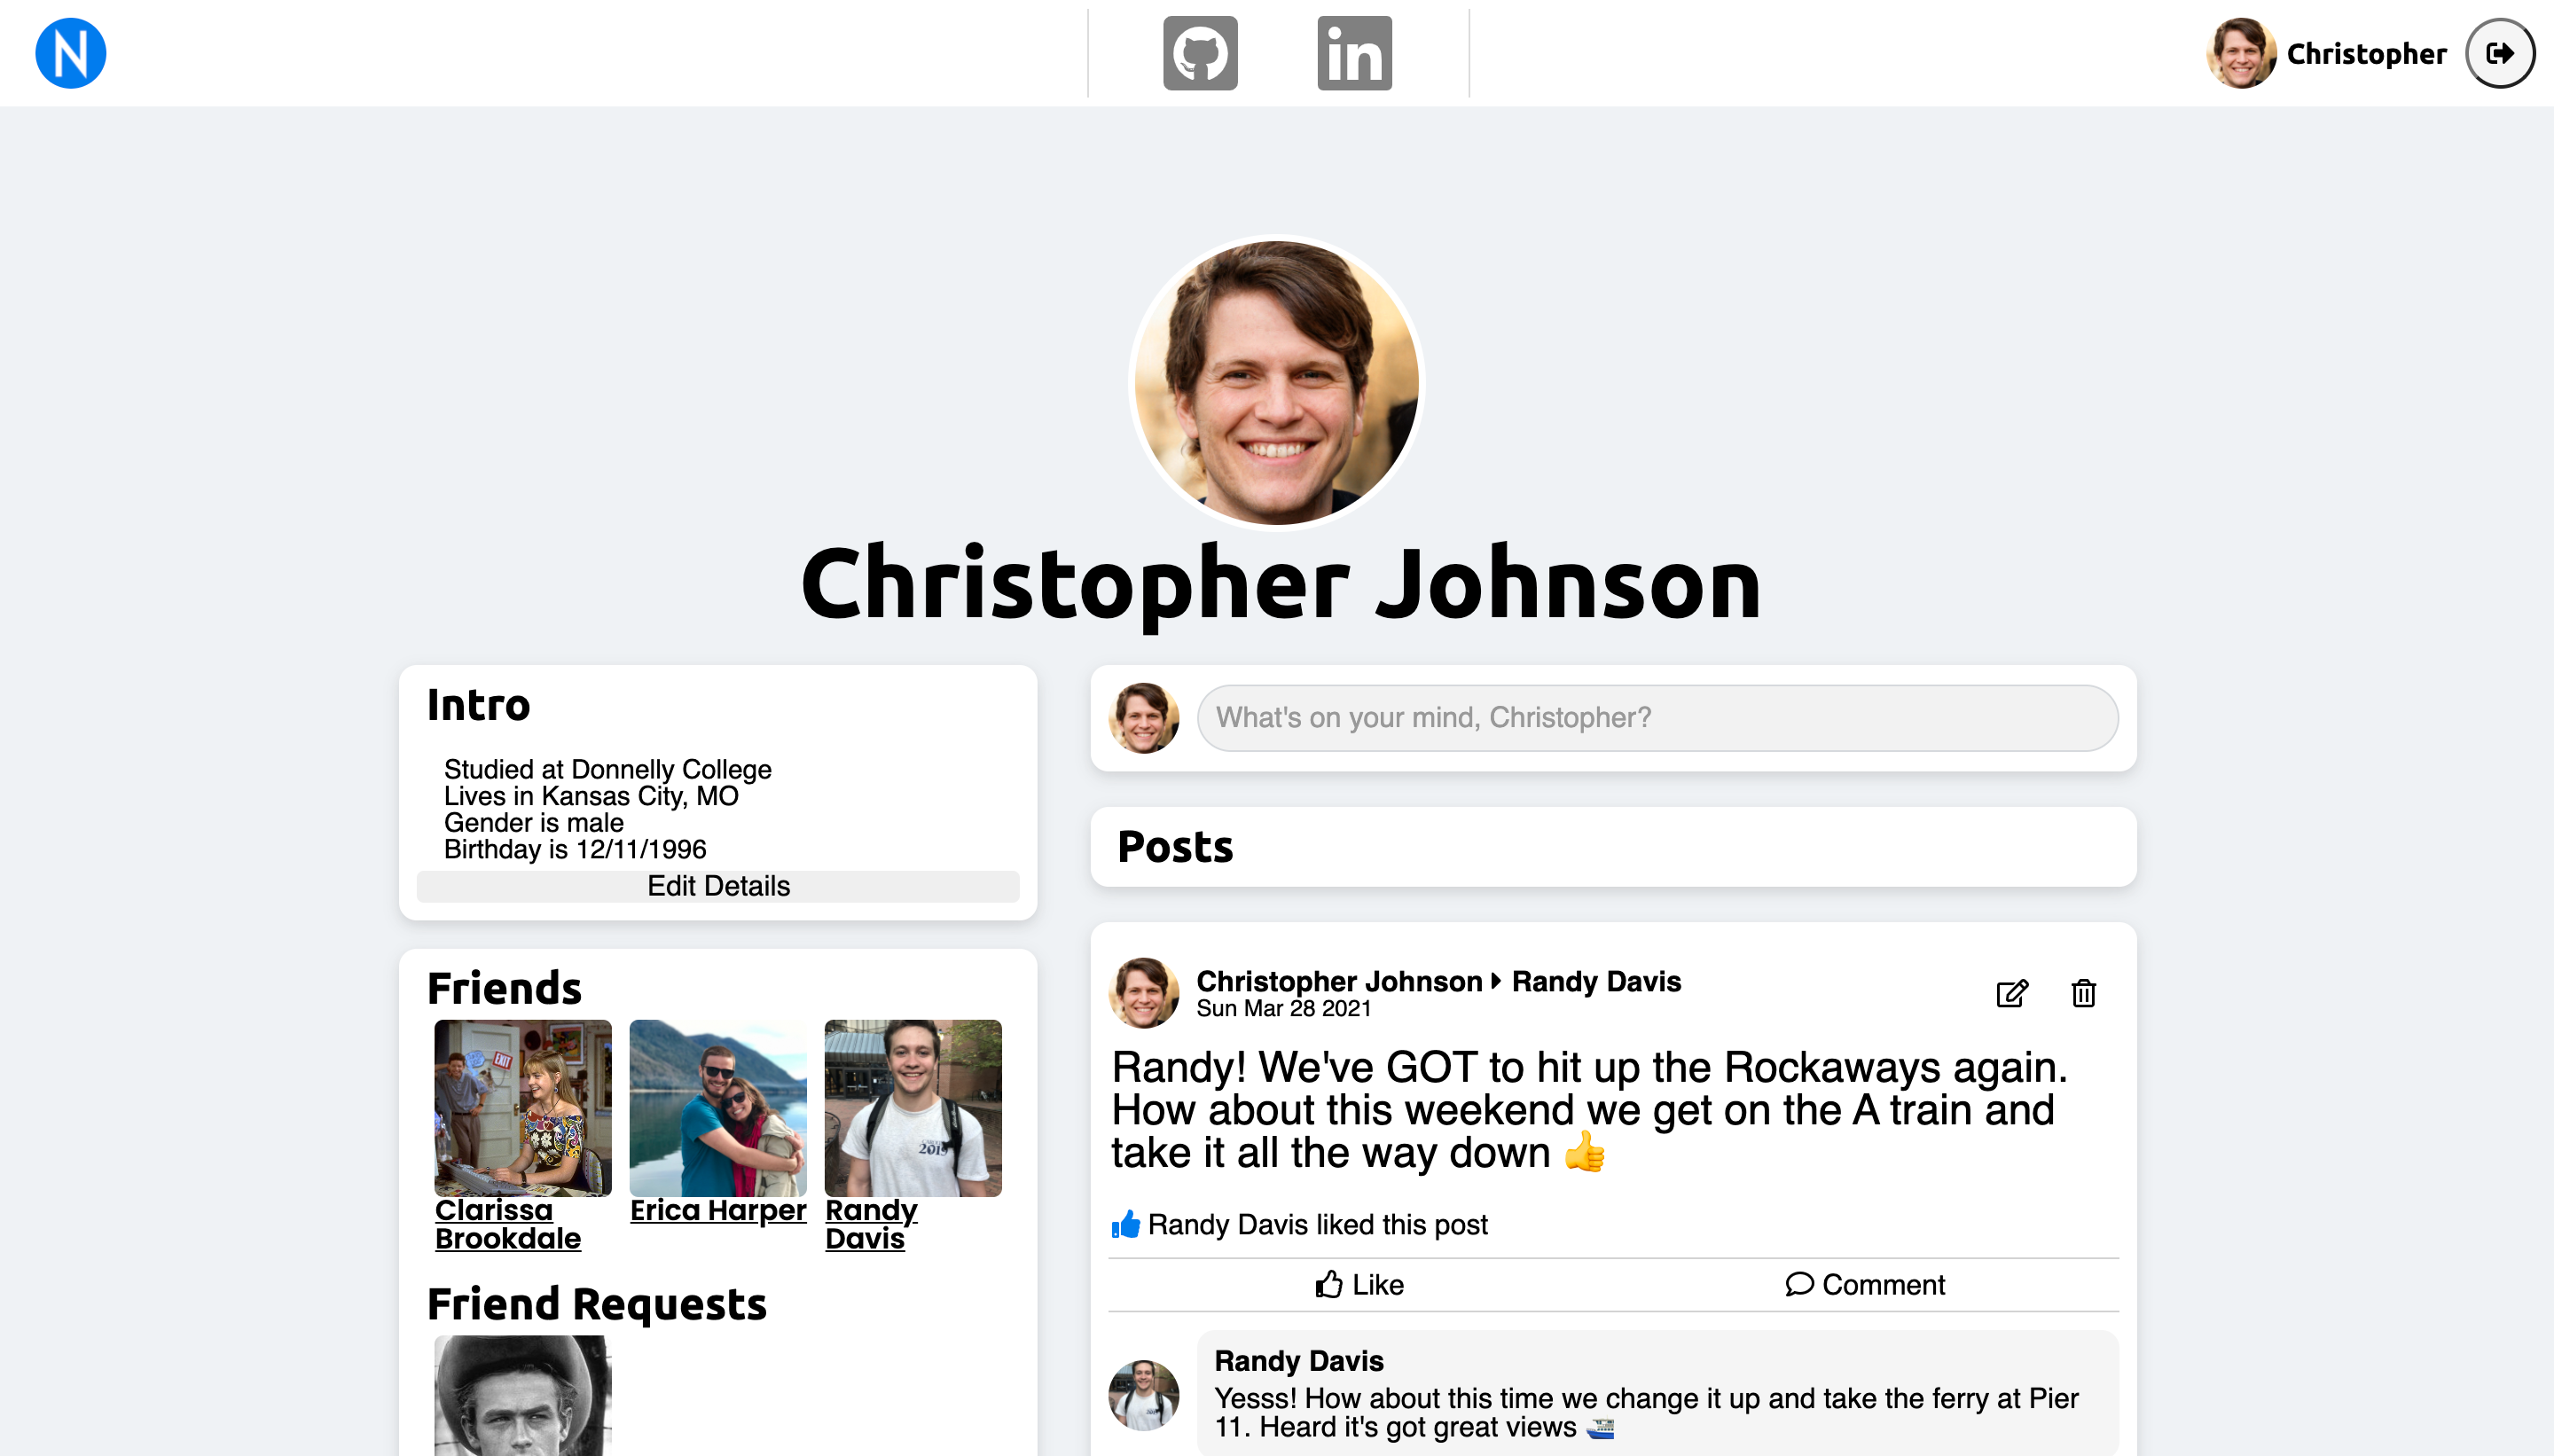 N
in
Christopher
Christopher Johnson
Intro
Studied at Donnelly College
Lives in Kansas City, MO
Gender is male
Birthday is 12/11/1996
Edit Details
Friends
EXIT
2019
Clarissa
Brookdale
Erica Harper
Randy
Davis
Friend Requests
What's on your mind, Christopher?
Posts
Christopher Johnson Randy Davis
Sun Mar 28 2021
Randy! We've GOT to hit up the Rockaways again.
How about this weekend we get on the A train and
take it all the way down 👍
Randy Davis liked this post
Like
Comment
Randy Davis
Yesss! How about this time we change it up and take the ferry at Pier
11. Heard it's got great views 🛥️